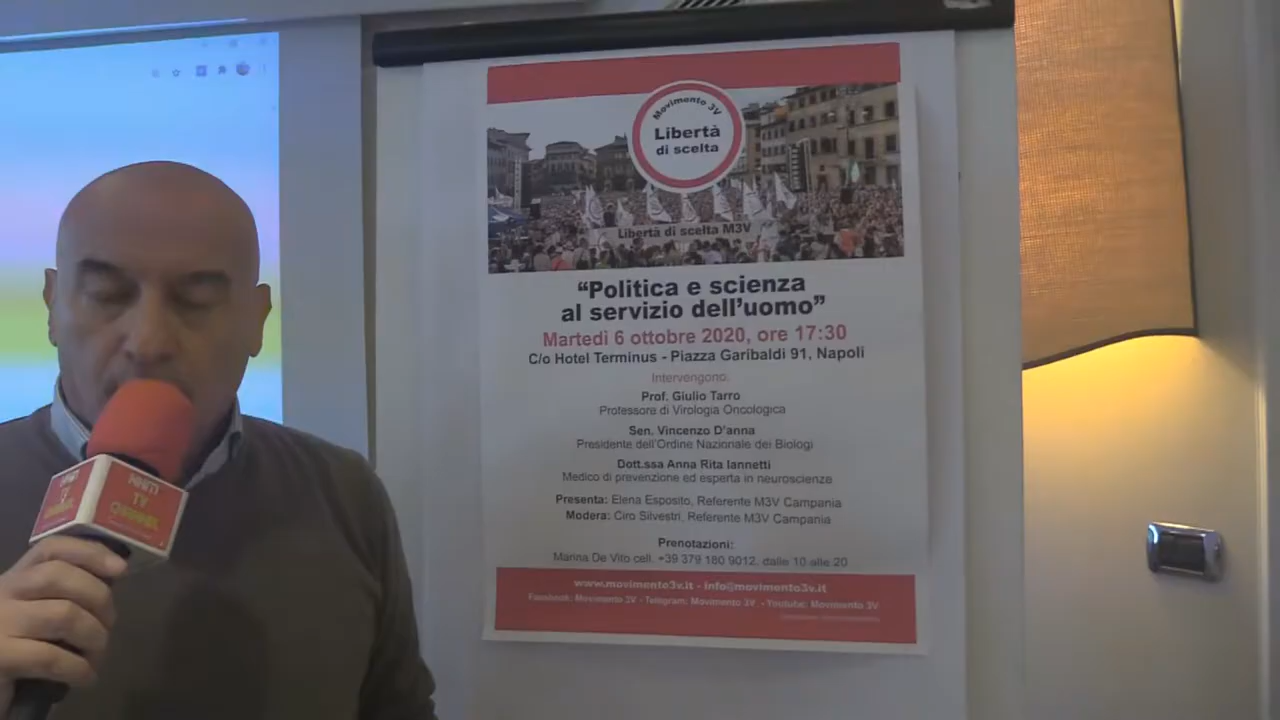 Movimento 3V
Libertà
di scelta
Libertà di scelta M3V
“Politica e scienza
al servizio dell’uomo”
Martedì 6 ottobre 2020, ore 17:30
C/o Hotel Terminus - Piazza Garibaldi 91, Napoli
Intervengono:
Prof. Giulio Tarro
Professore di Virologia Oncologica
Sen. Vincenzo D’anna
Presidente dell’Ordine Nazionale dei Biologi
Dott.ssa Anna Rita Iannetti
Medico di prevenzione ed esperta in neuroscienze
Presenta: Elena Esposito, Referente M3V Campania
Modera: Ciro Silvestri, Referente M3V Campania
Prenotazioni:
Marina De Vito cell. +39 379 180 9012, dalle 10 alle 20
www.movimento3v.it - info@movimento3v.it
Facebook: Movimento 3V - Telegram: Movimento 3V - Youtube: Movimento 3V
TV